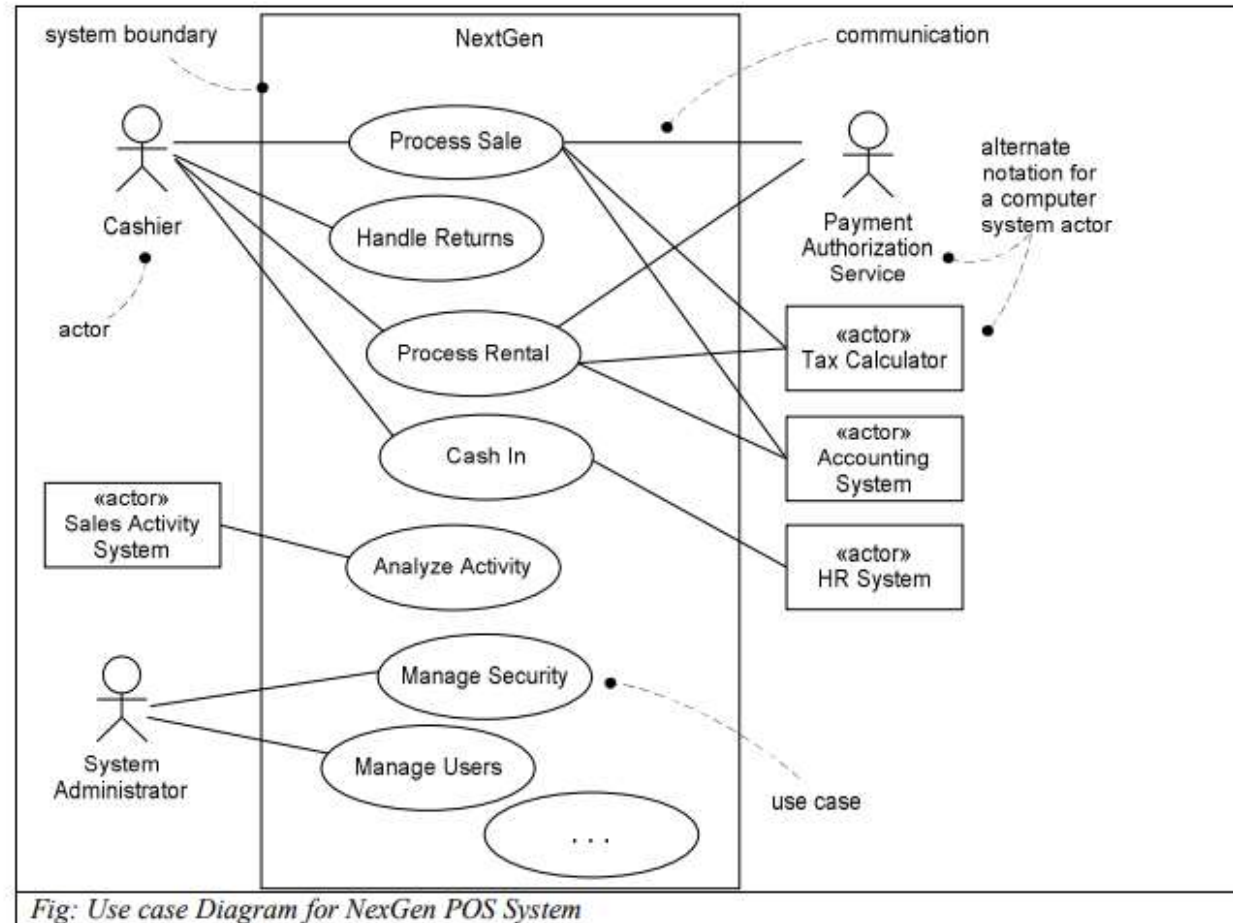 system boundary
NextGen
communication
Process Sale
alternate
notation for
a computer
system actor
Cashier
Handle Returns
Payment
Authorization
Service
actor
Process Rental
«actor»
Tax Calculator
Cash In
«actor»
Accounting
System
«actor»
Sales Activity
System
Analyze Activity
«actor»
HR System
Manage Security
System
Administrator
Manage Users
use case
. . .
Fig: Use case Diagram for NexGen POS System